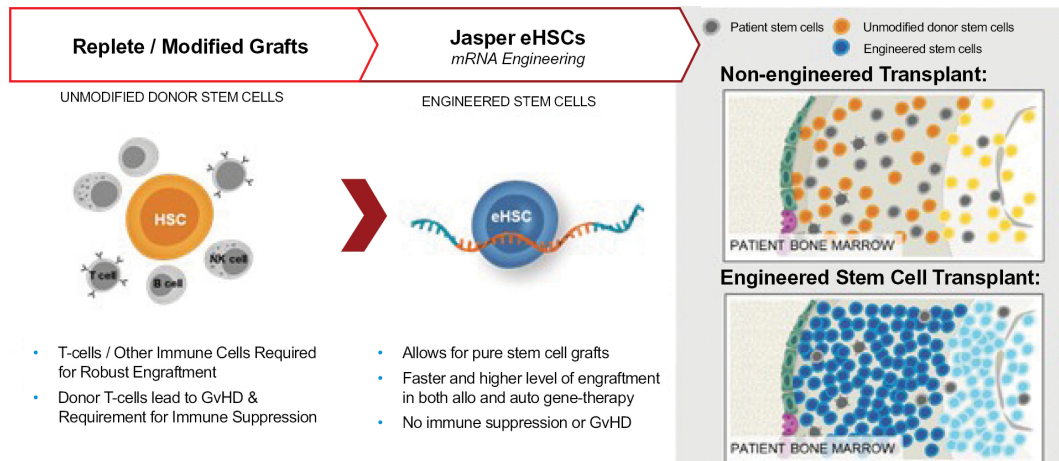 Replete / Modified Grafts
Jasper eHSCs
mRNA Engineering
UNMODIFIED DONOR STEM CELLS
ENGINEERED STEM CELLS
HSC
T cell
B cell
NK cell
eHSC
• T-cells / Other Immune Cells Required
for Robust Engraftment
• Donor T-cells lead to GvHD &
Requirement for Immune Suppression
• Allows for pure stem cell grafts
• Faster and higher level of engraftment
in both allo and auto gene-therapy
• No immune suppression or GvHD
Patient stem cells
Unmodified donor stem cells
Engineered stem cells
Non-engineered Transplant:
PATIENT BONE MARROW
Engineered Stem Cell Transplant:
PATIENT BONE MARROW